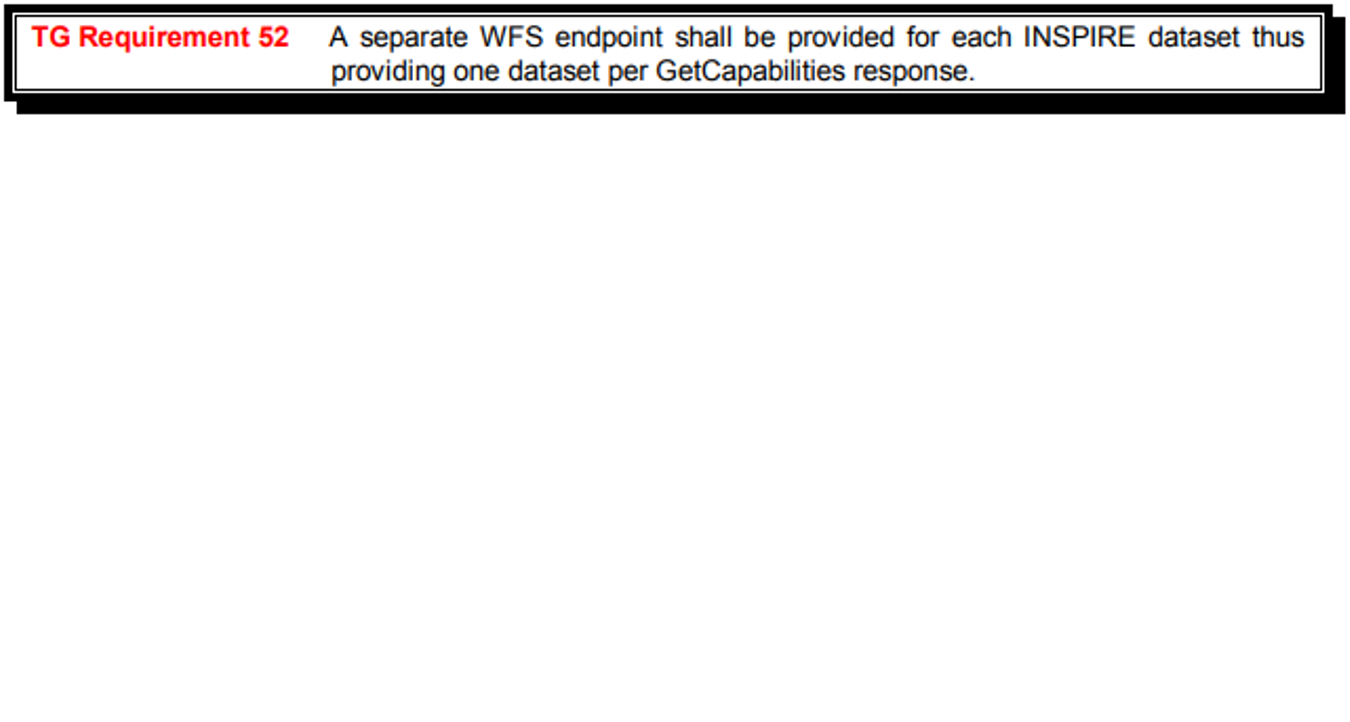 TG Requirement 52 A separate WFS endpoint shall be provided for each INSPIRE dataset thus
providing one dataset per GetCapabilities response.